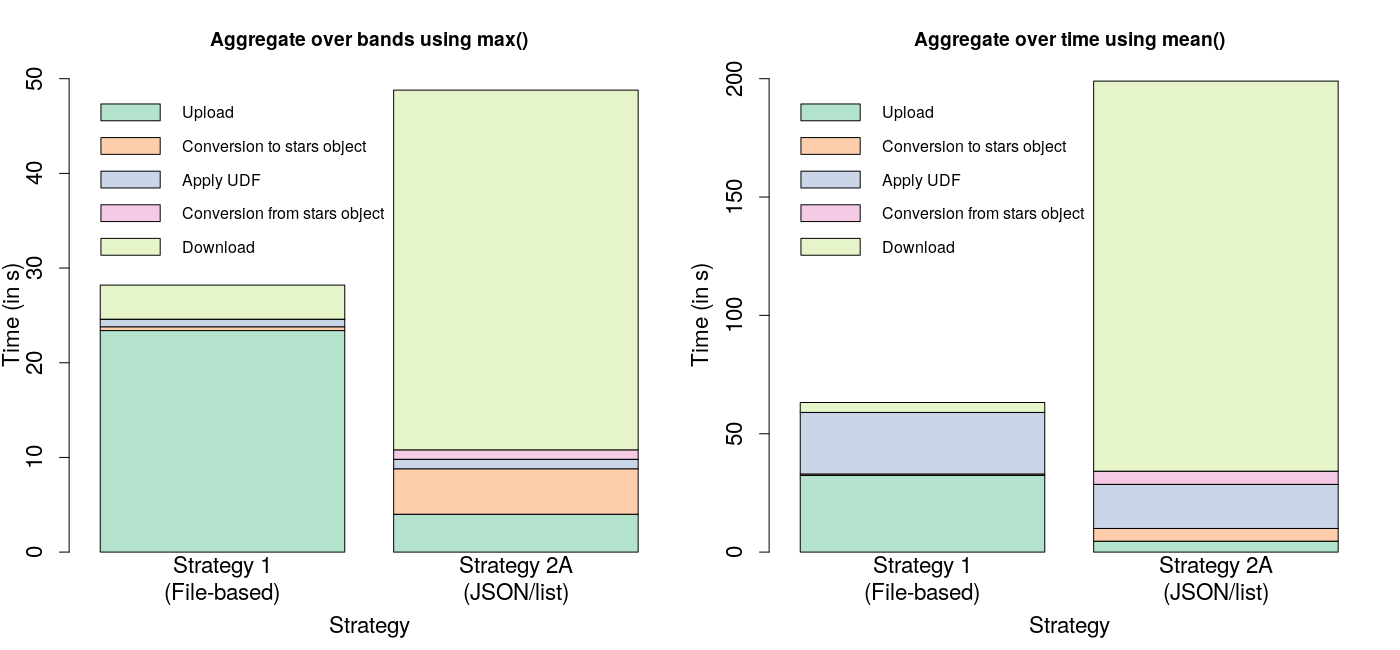 Aggregate over bands using max()
Time (in s)
50
40
30
20
10
0
Upload
Conversion to stars object
Apply UDF
Conversion from stars object
Download
Strategy 1
(File-based)
Strategy 2A
(JSON/list)
Strategy
Aggregate over time using mean()
Time (in s)
200
150
100
50
0
Upload
Conversion to stars object
Apply UDF
Conversion from stars object
Download
Strategy 1
(File-based)
Strategy 2A
(JSON/list)
Strategy